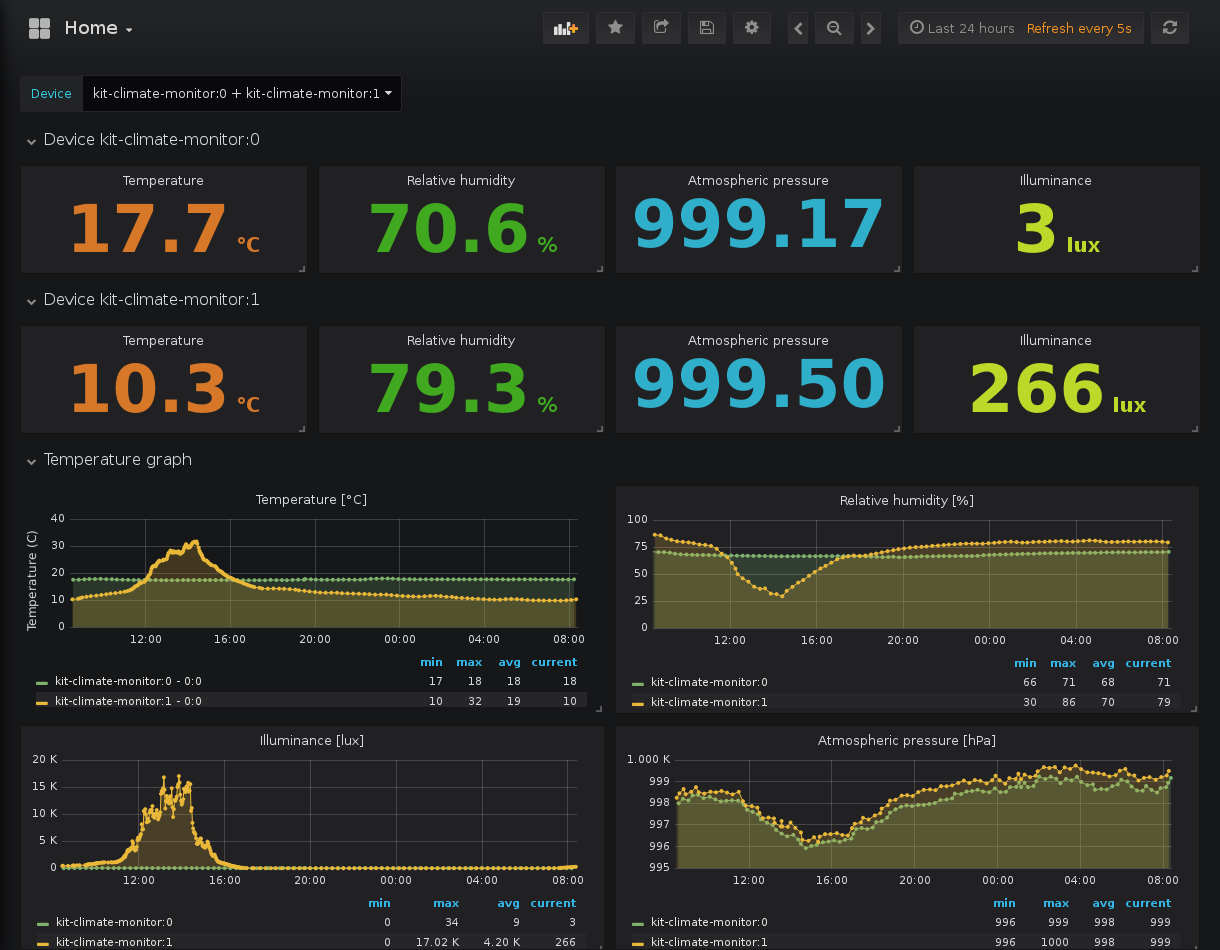 Home
Last 24 hours Refresh every 5s
Device kit-climate-monitor:0 + kit-climate-monitor:1
Device kit-climate-monitor:0
Temperature Relative humidity Atmospheric pressure Illuminance
17.7 °C 70.6 % 999.17 3 lux
Device kit-climate-monitor:1
Temperature Relative humidity Atmospheric pressure Illuminance
10.3 °C 79.3 % 999.50 266 lux
Temperature graph
Temperature [°C]
Temperature (C)
40
30
20
10
0
12:00 16:00 20:00 00:00 04:00 08:00
min max avg current
kit-climate-monitor:0 - 0:0 17 18 18 18
kit-climate-monitor:1 - 0:0 10 32 19 10
Relative humidity [%]
100
75
50
25
0
12:00 16:00 20:00 00:00 04:00 08:00
min max avg current
kit-climate-monitor:0 66 71 68 71
kit-climate-monitor:1 30 86 70 79
Illuminance [lux]
20 K
15 K
10 K
5 K
0
12:00 16:00 20:00 00:00 04:00 08:00
min max avg current
kit-climate-monitor:0 0 34 9 3
kit-climate-monitor:1 0 17.02 K 4.20 K 266
Atmospheric pressure [hPa]
1.000 K
999
998
997
996
995
12:00 16:00 20:00 00:00 04:00 08:00
min max avg current
kit-climate-monitor:0 996 999 998 999
kit-climate-monitor:1 996 1000 998 999